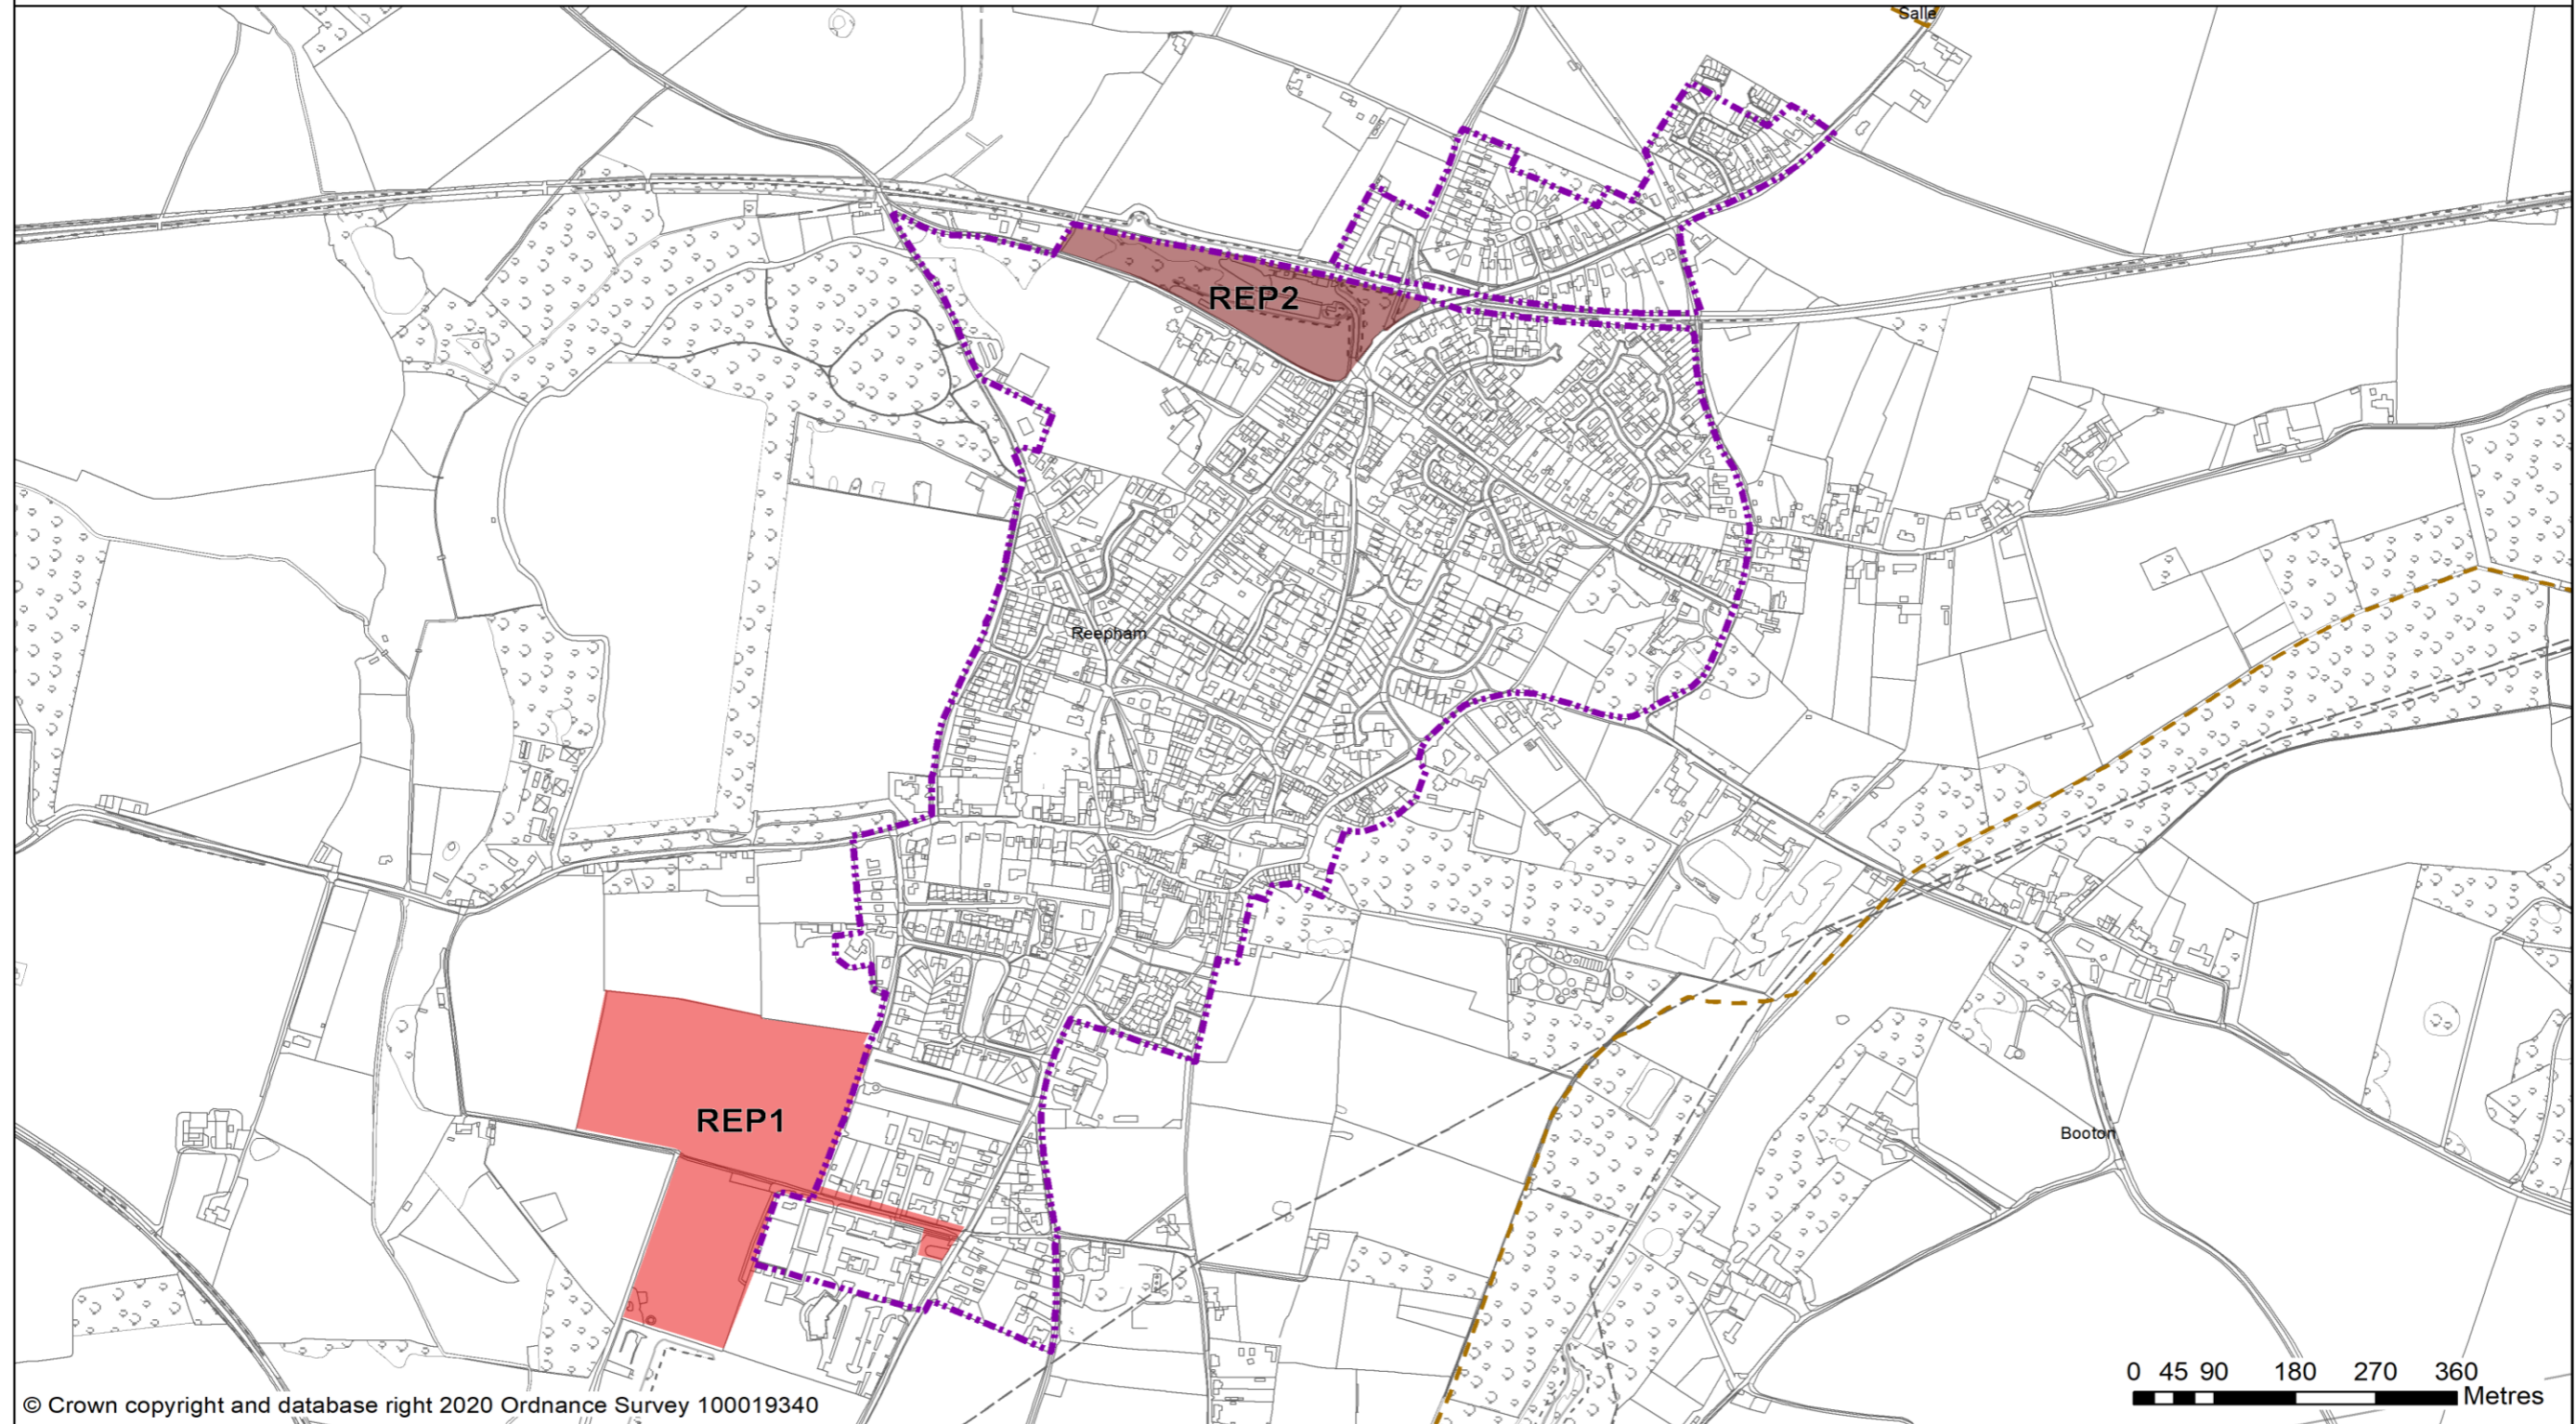 Salle
REP2
Reepham
REP1
Booton
0 45 90 180 270 360
Metres
© Crown copyright and database right 2020 Ordnance Survey 100019340